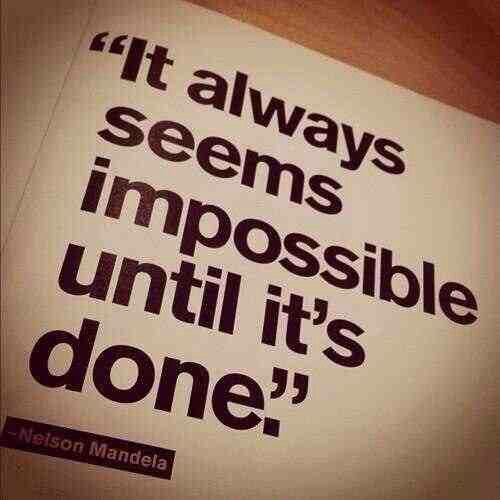 “It always
seems
impossible
until it’s
done.”
–Nelson Mandela